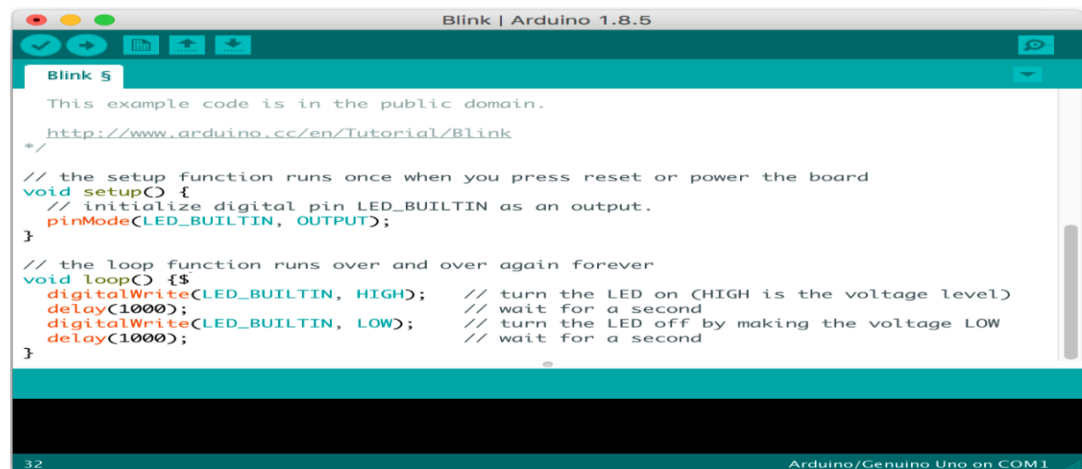 Blink | Arduino 1.8.5
Blink §
This example code is in the public domain.
http://www.arduino.cc/en/Tutorial/Blink
*/
// the setup function runs once when you press reset or power the board
void setup() {
// initialize digital pin LED_BUILTIN as an output.
pinMode(LED_BUILTIN, OUTPUT);
}
// the loop function runs over and over again forever
void loop() {$
digitalWrite(LED_BUILTIN, HIGH); // turn the LED on (HIGH is the voltage level)
delay(1000); // wait for a second
digitalWrite(LED_BUILTIN, LOW); // turn the LED off by making the voltage LOW
delay(1000); // wait for a second
}
32 Arduino/Genuino Uno on COM1